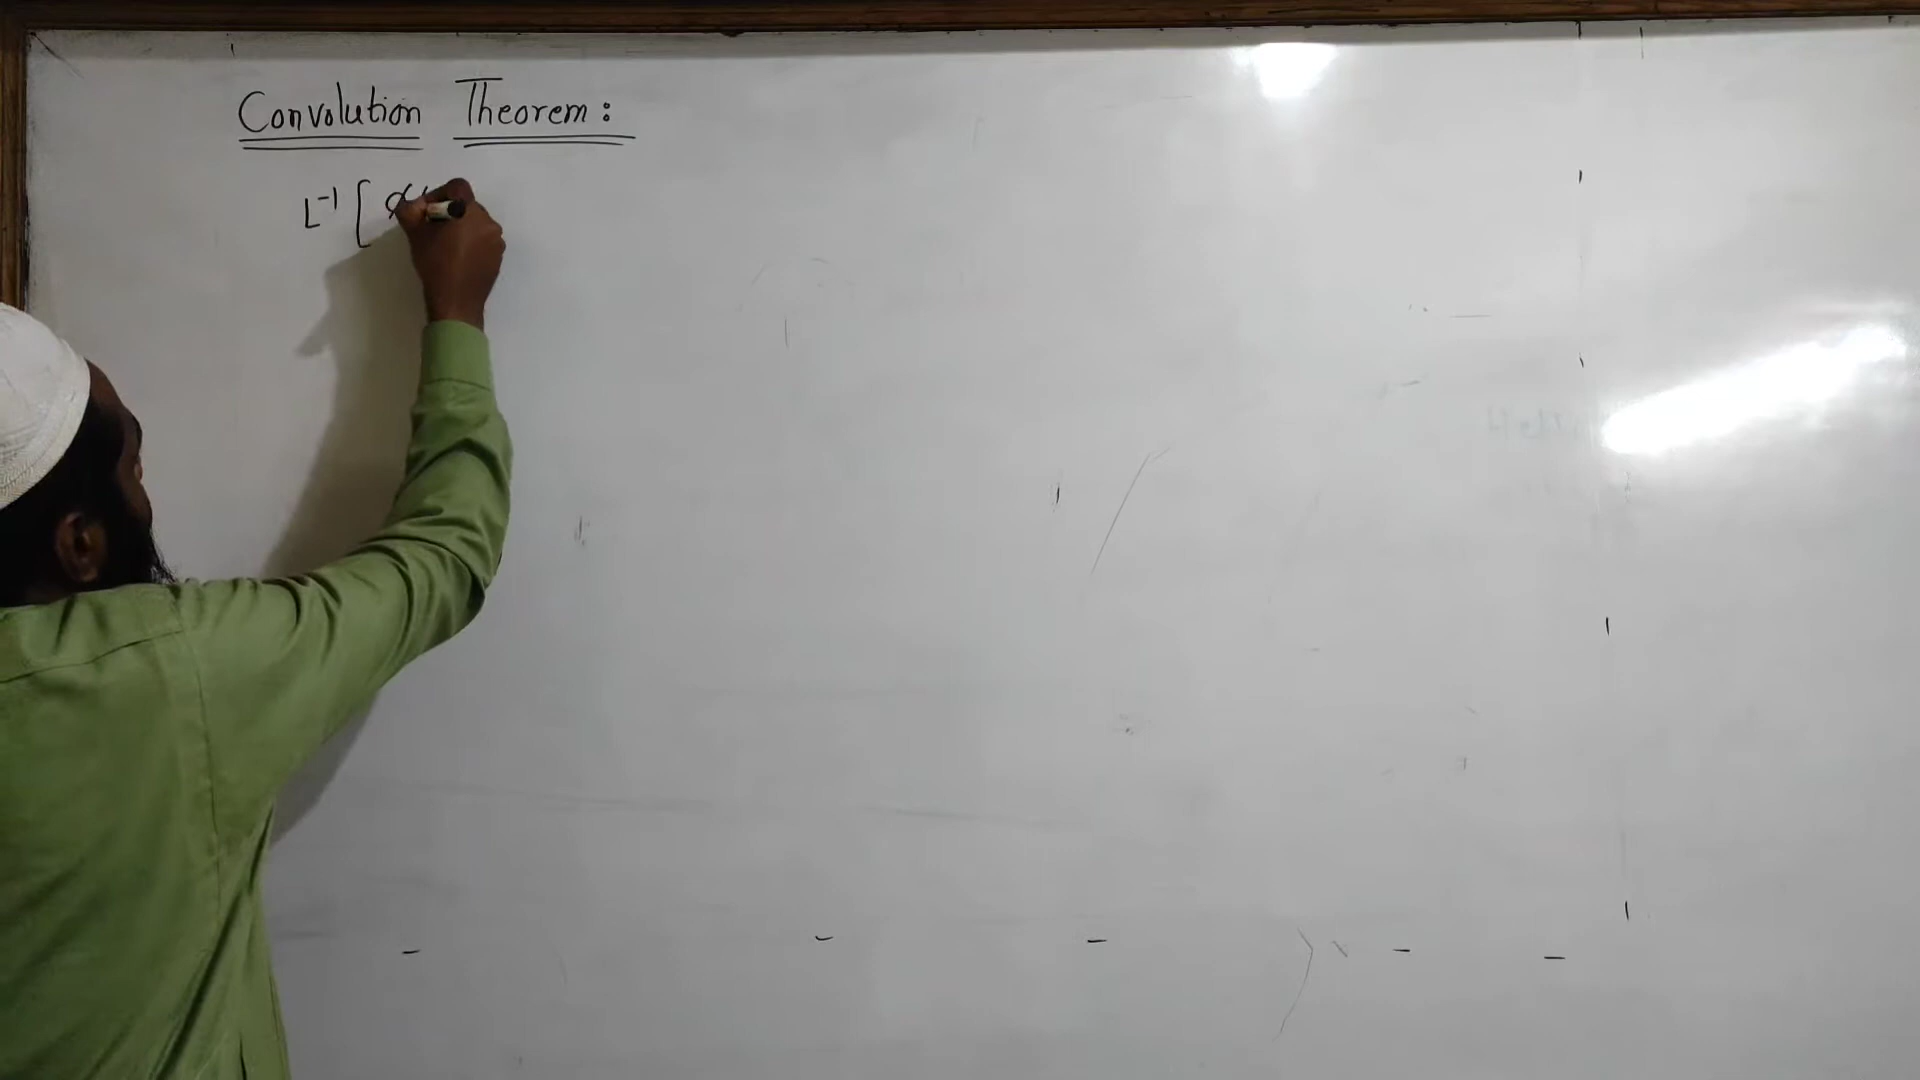 Convolution Theorem:
L⁻¹ [ φ(